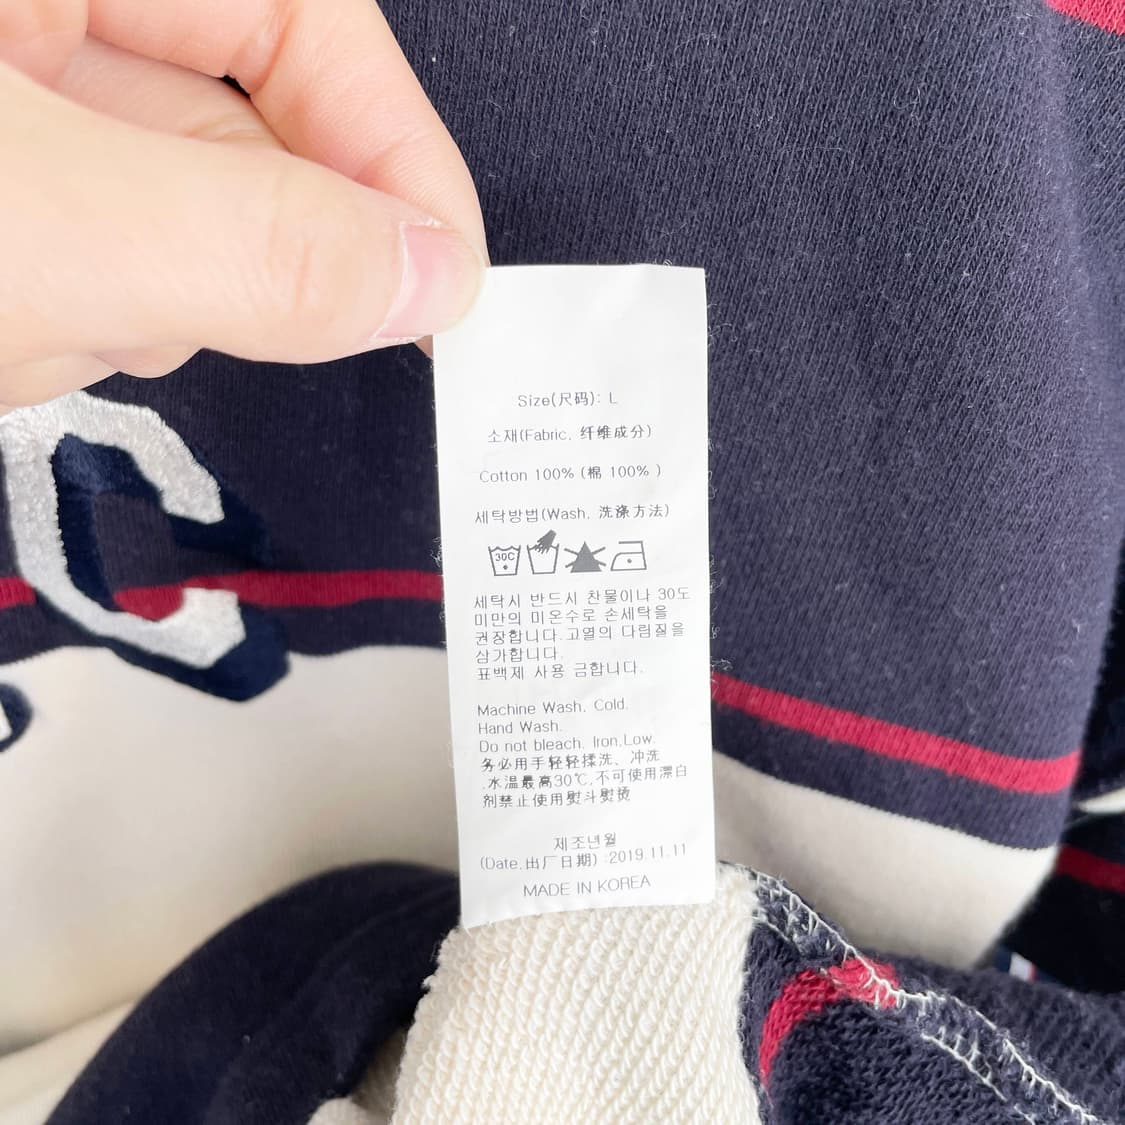 Size(尺码): L
소재(Fabric, 纤维成分)
Cotton 100% (棉 100% )
세탁방법(Wash, 洗涤方法)
30C
세탁시 반드시 찬물이나 30도
미만의 미온수로 손세탁을
권장합니다.고열의 다림질을
삼가합니다.
표백제 사용 금합니다.
Machine Wash, Cold.
Hand Wash.
Do not bleach, Iron,Low.
务必用手轻轻揉洗、冲洗
.水温最高30℃,不可使用漂白
剂禁止使用熨斗熨烫
제조년월
(Date,出厂日期) :2019.11.11
MADE IN KOREA
C